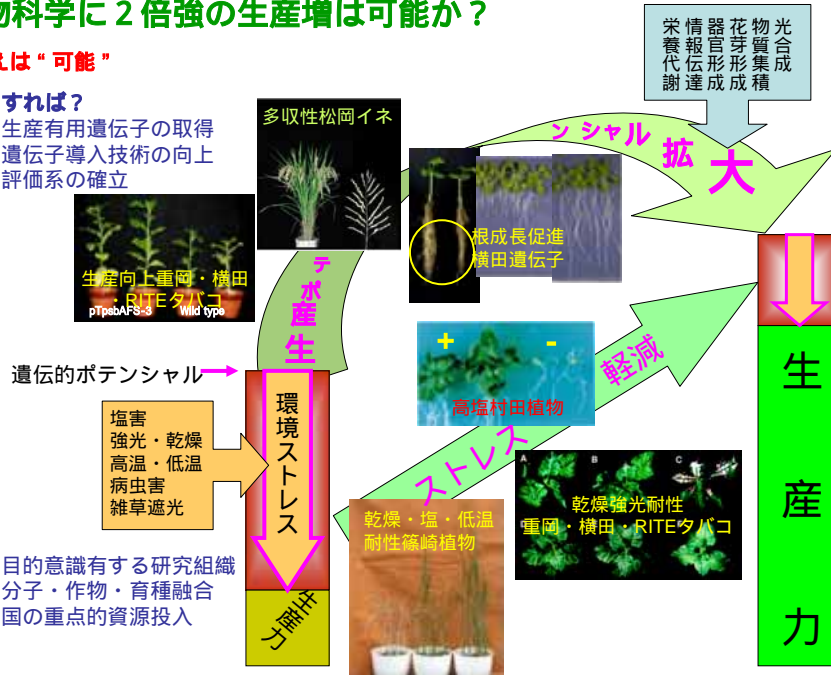 物科学に２倍強の生産増は可能か？
えは“可能”
すれば？
生産有用遺伝子の取得
遺伝子導入技術の向上
評価系の確立
多収性松岡イネ
光合成
物質集積
花芽形成
器官形成
情報伝達
栄養代謝
生産ポテ
ンシャル拡大
根成長促進
横田遺伝子
生産向上重岡・横田
・RITEタバコ
pTpsbAFS-3 Wild type
遺伝的ポテンシャル
環境ストレス
塩害
強光・乾燥
高温・低温
病虫害
雑草遮光
+ -
高塩村田植物
ストレス軽減
乾燥・塩・低温
耐性篠崎植物
A B C
乾燥強光耐性
重岡・横田・RITEタバコ
目的意識有する研究組織
分子・作物・育種融合
国の重点的資源投入
生産力
生産力